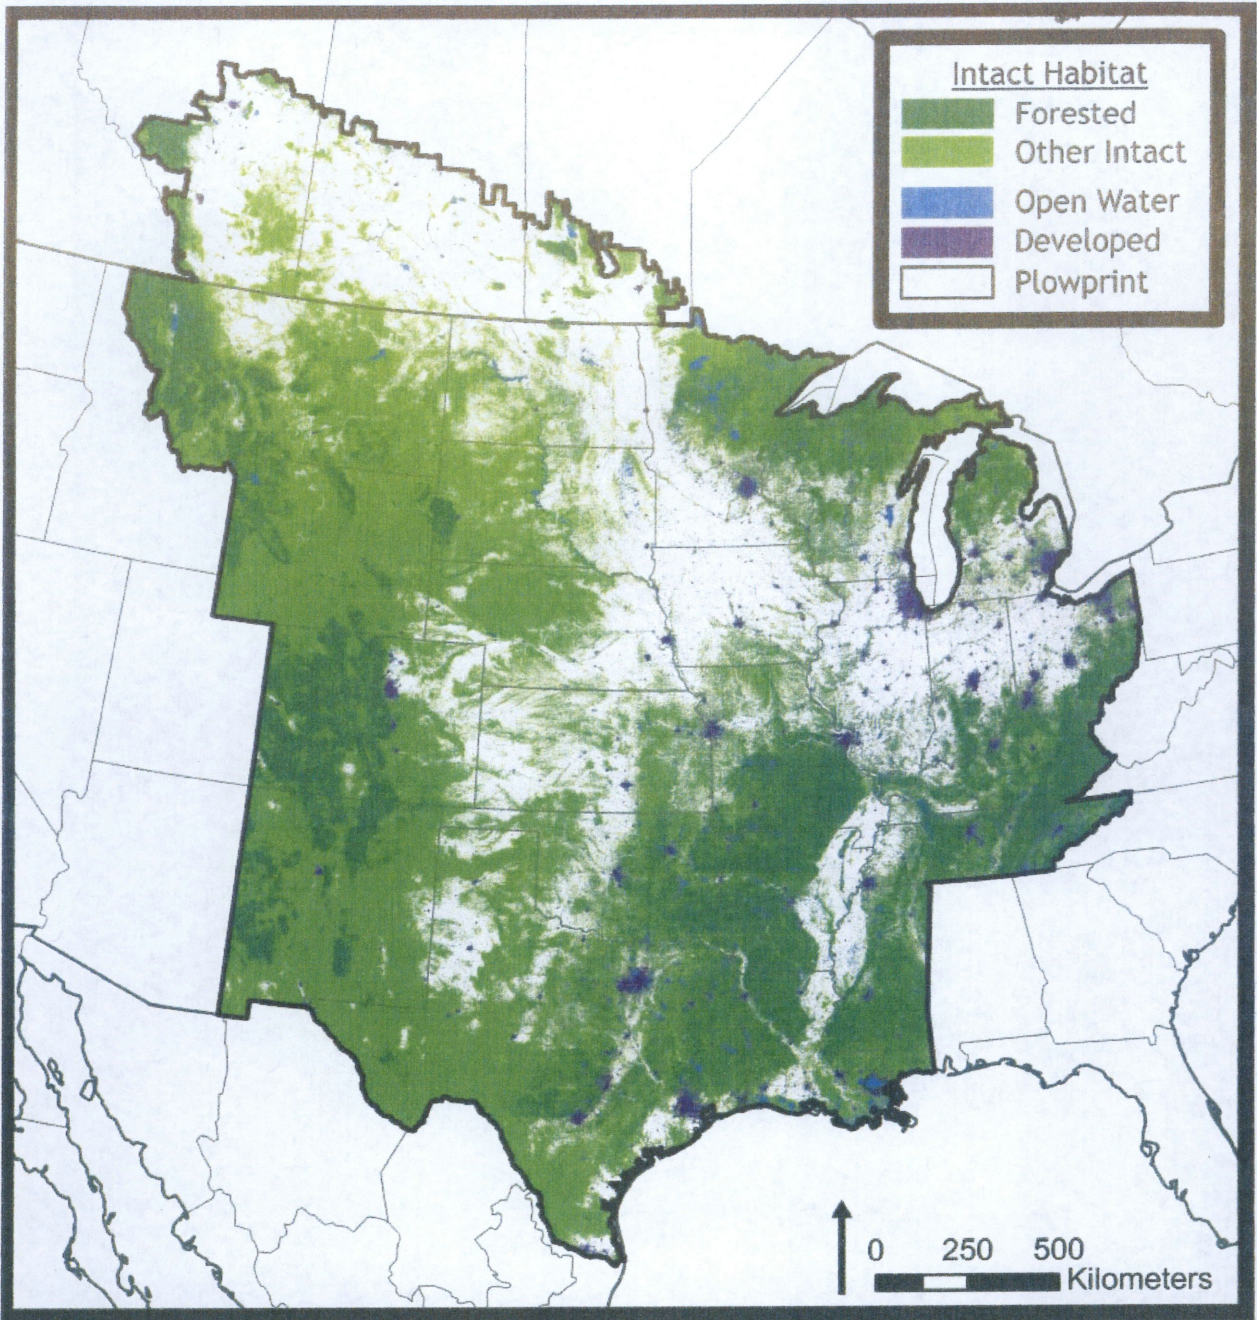 Intact Habitat
Forested
Other Intact
Open Water
Developed
Plowprint
0 250 500
Kilometers